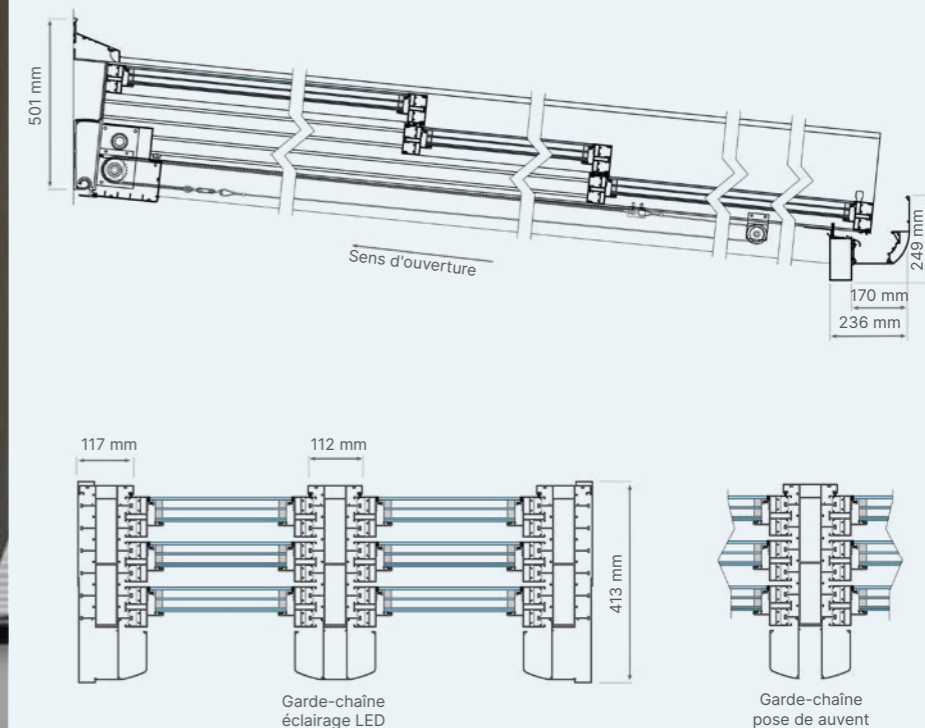 501 mm
Sens d'ouverture
249 mm
170 mm
236 mm
117 mm
112 mm
413 mm
Garde-chaîne
éclairage LED
Garde-chaîne
pose de auvent